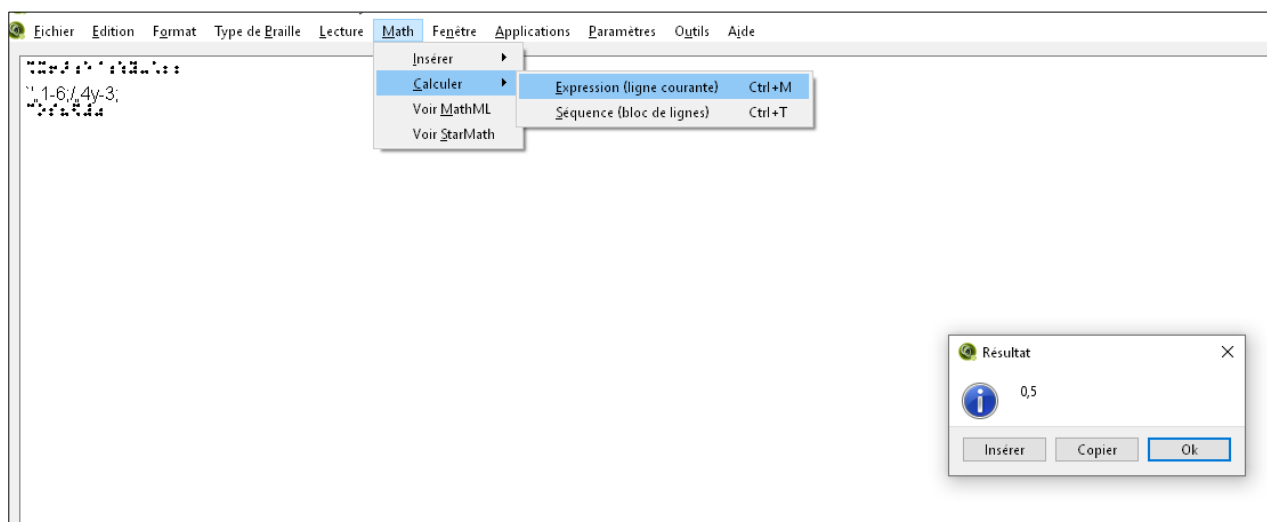 Fichier Edition Format Type de Braille Lecture Math Fenêtre Applications Paramètres Outils Aide
Insérer
Calculer
Voir MathML
Voir StarMath
Expression (ligne courante) Ctrl+M
Séquence (bloc de lignes) Ctrl+T
1-6;/„4y-3;
Résultat
0,5
Insérer Copier Ok